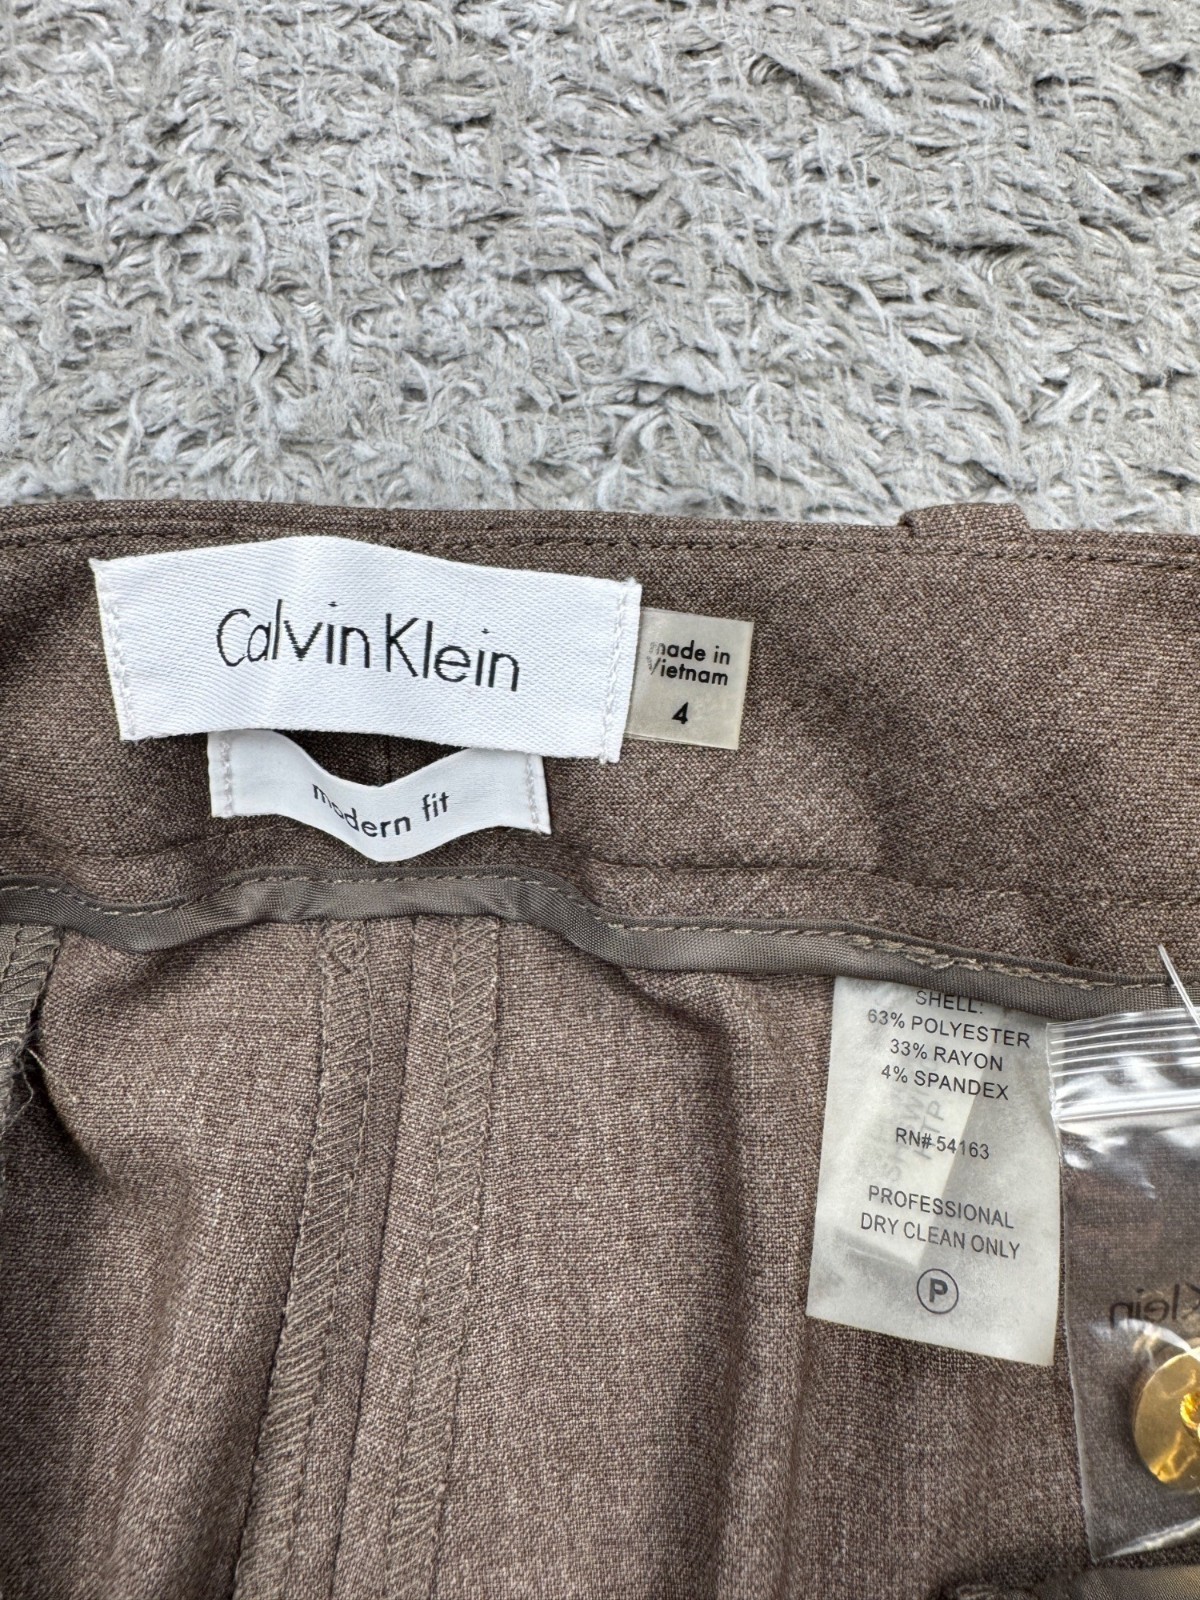 Calvin Klein
made in
Vietnam
4
modern fit
SHELL:
63% POLYESTER
33% RAYON
4% SPANDEX
RN# 54163
PROFESSIONAL
DRY CLEAN ONLY
P
Klein